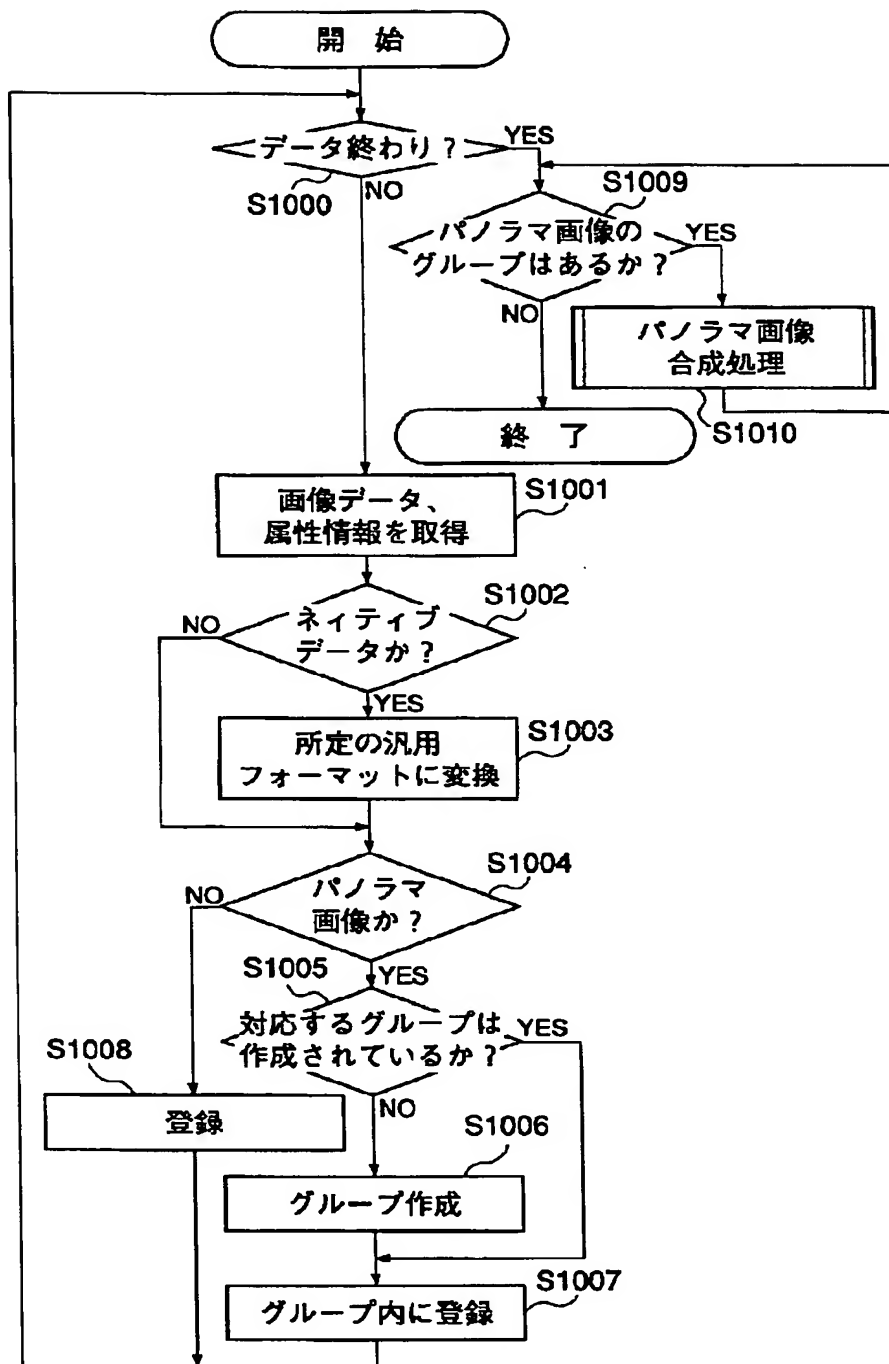 開 始
データ終わり？
YES
S1000
NO
S1009
パノラマ画像の
グループはあるか？
YES
NO
パノラマ画像
合成処理
S1010
終 了
画像データ、
属性情報を取得
S1001
ネィティブ
データか？
S1002
NO
YES
所定の汎用
フォーマットに変換
S1003
パノラマ
画像か？
S1004
NO
YES
S1005
対応するグループは
作成されているか？
YES
NO
S1008
登録
S1006
グループ作成
S1007
グループ内に登録